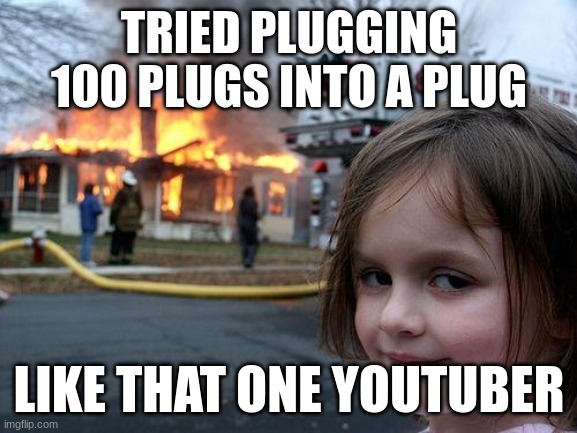 TRIED PLUGGING
100 PLUGS INTO A PLUG
LIKE THAT ONE YOUTUBER
imgflip.com